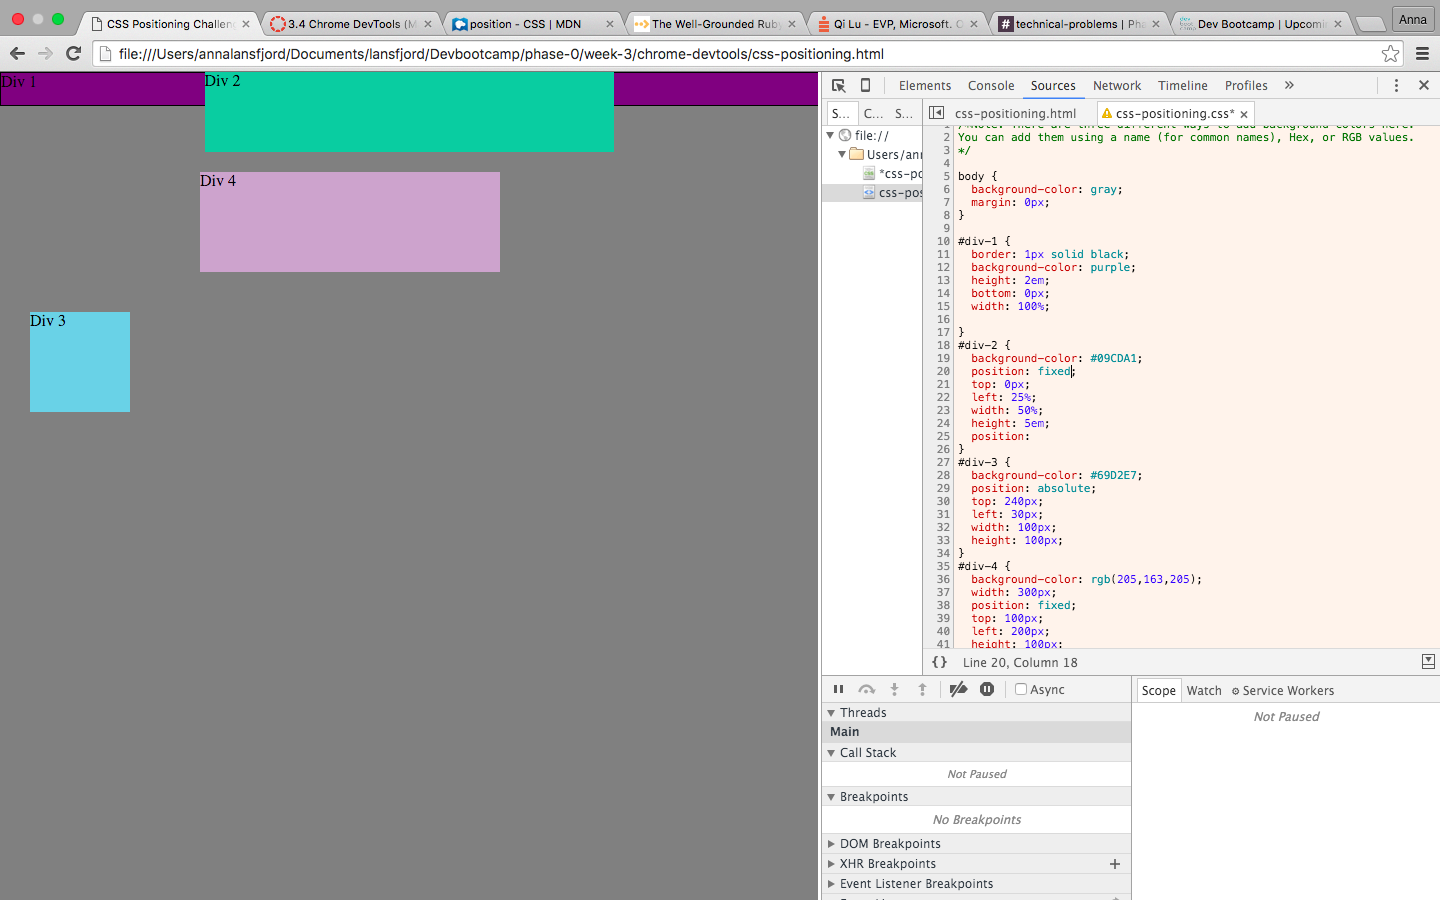 CSS Positioning Challen
3.4 Chrome DevTools (M
position - CSS | MDN
The Well-Grounded Ruby
Qi Lu - EVP, Microsoft.
technical-problems | Pha
Dev Bootcamp | Upcomi
Anna
file:///Users/annalansfjord/Documents/lansfjord/Devbootcamp/phase-0/week-3/chrome-devtools/css-positioning.html
Div 1
Div 2
Div 4
Div 3
Elements Console Sources Network Timeline Profiles »
S... C... S...
css-positioning.html
css-positioning.css*
file://
Users/ann
*css-po
css-pos
1 /*Note: There are three different ways to add background colors here.
2 You can add them using a name (for common names), Hex, or RGB values.
3 */
4
5 body {
6 background-color: gray;
7 margin: 0px;
8 }
9
10 #div-1 {
11 border: 1px solid black;
12 background-color: purple;
13 height: 2em;
14 bottom: 0px;
15 width: 100%;
16
17 }
18 #div-2 {
19 background-color: #09CDA1;
20 position: fixed;
21 top: 0px;
22 left: 25%;
23 width: 50%;
24 height: 5em;
25 position:
26 }
27 #div-3 {
28 background-color: #69D2E7;
29 position: absolute;
30 top: 240px;
31 left: 30px;
32 width: 100px;
33 height: 100px;
34 }
35 #div-4 {
36 background-color: rgb(205,163,205);
37 width: 300px;
38 position: fixed;
39 top: 100px;
40 left: 200px;
41 height: 100px;
{} Line 20, Column 18
Async
Scope Watch Service Workers
Not Paused
Threads
Main
Call Stack
Not Paused
Breakpoints
No Breakpoints
DOM Breakpoints
XHR Breakpoints +
Event Listener Breakpoints